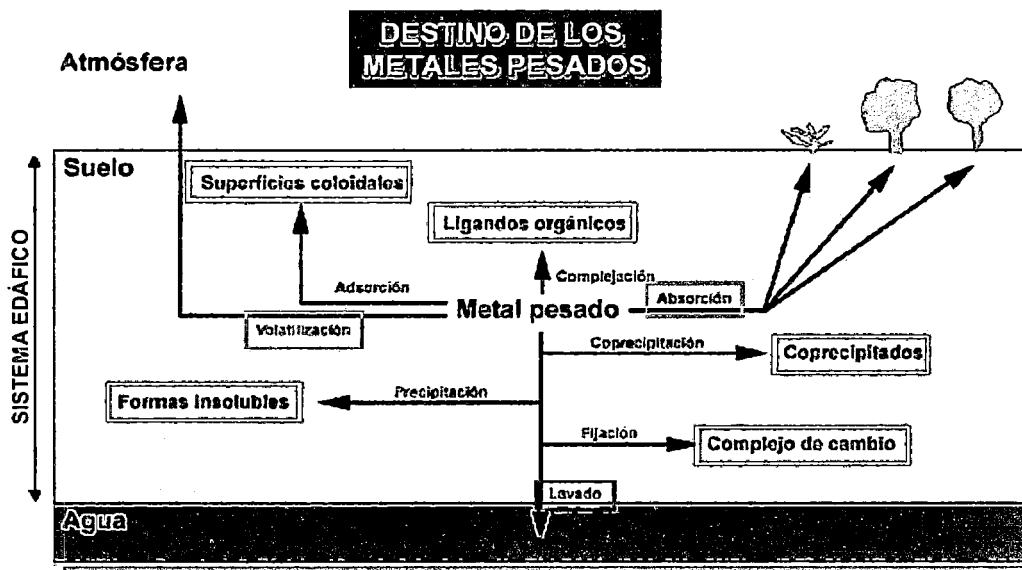 DESTINO DE LOS
METALES PESADOS
Atmósfera
Suelo
Superficies coloidales
Ligandos orgánicos
Adsorción
Complejación
Metal pesado
Absorción
Volatilización
Coprecipitación
Coprecipitados
Precipitación
Formas insolubles
Fijación
Complejo de cambio
Lavado
Agua
SISTEMA EDÁFICO